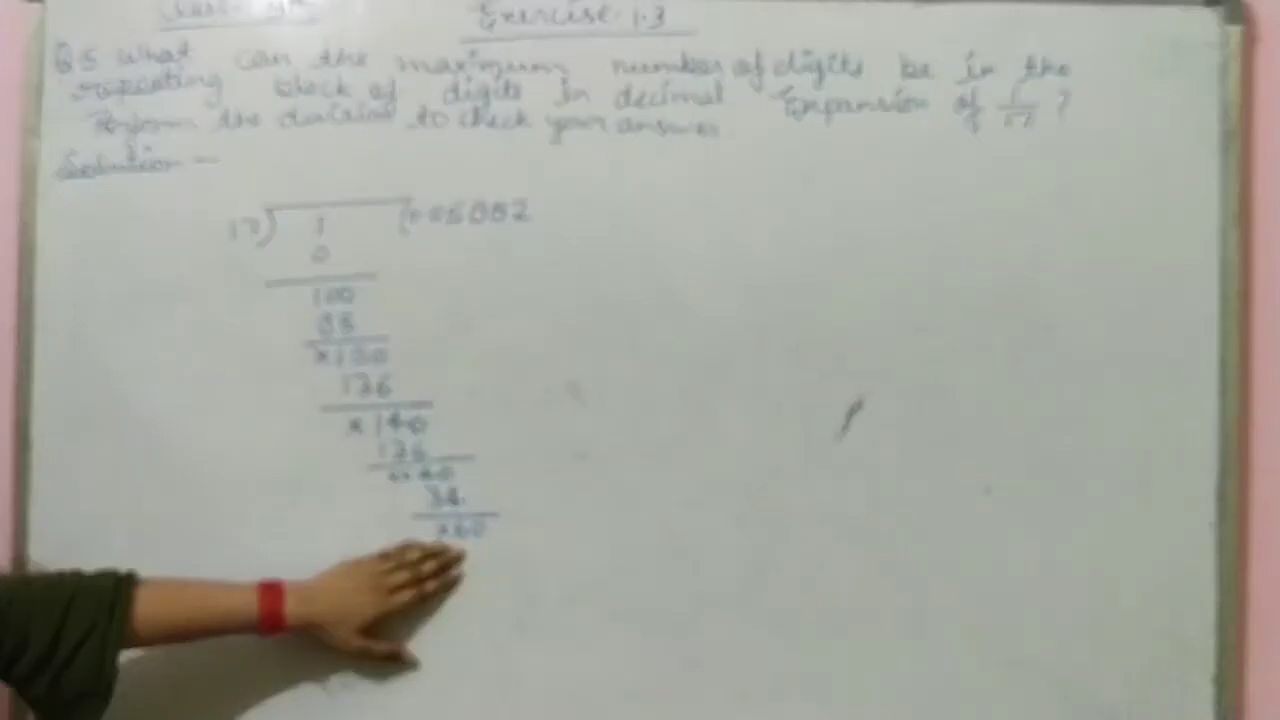 Exercise 1.3
Q5 What can the maximum number of digits be in the
repeating block of digits in decimal Expansion of 1/17 ?
Perform the division to check your answer
Solution -
17) 1 (0.05882
0
100
85
×150
136
×140
136
××40
34
×60